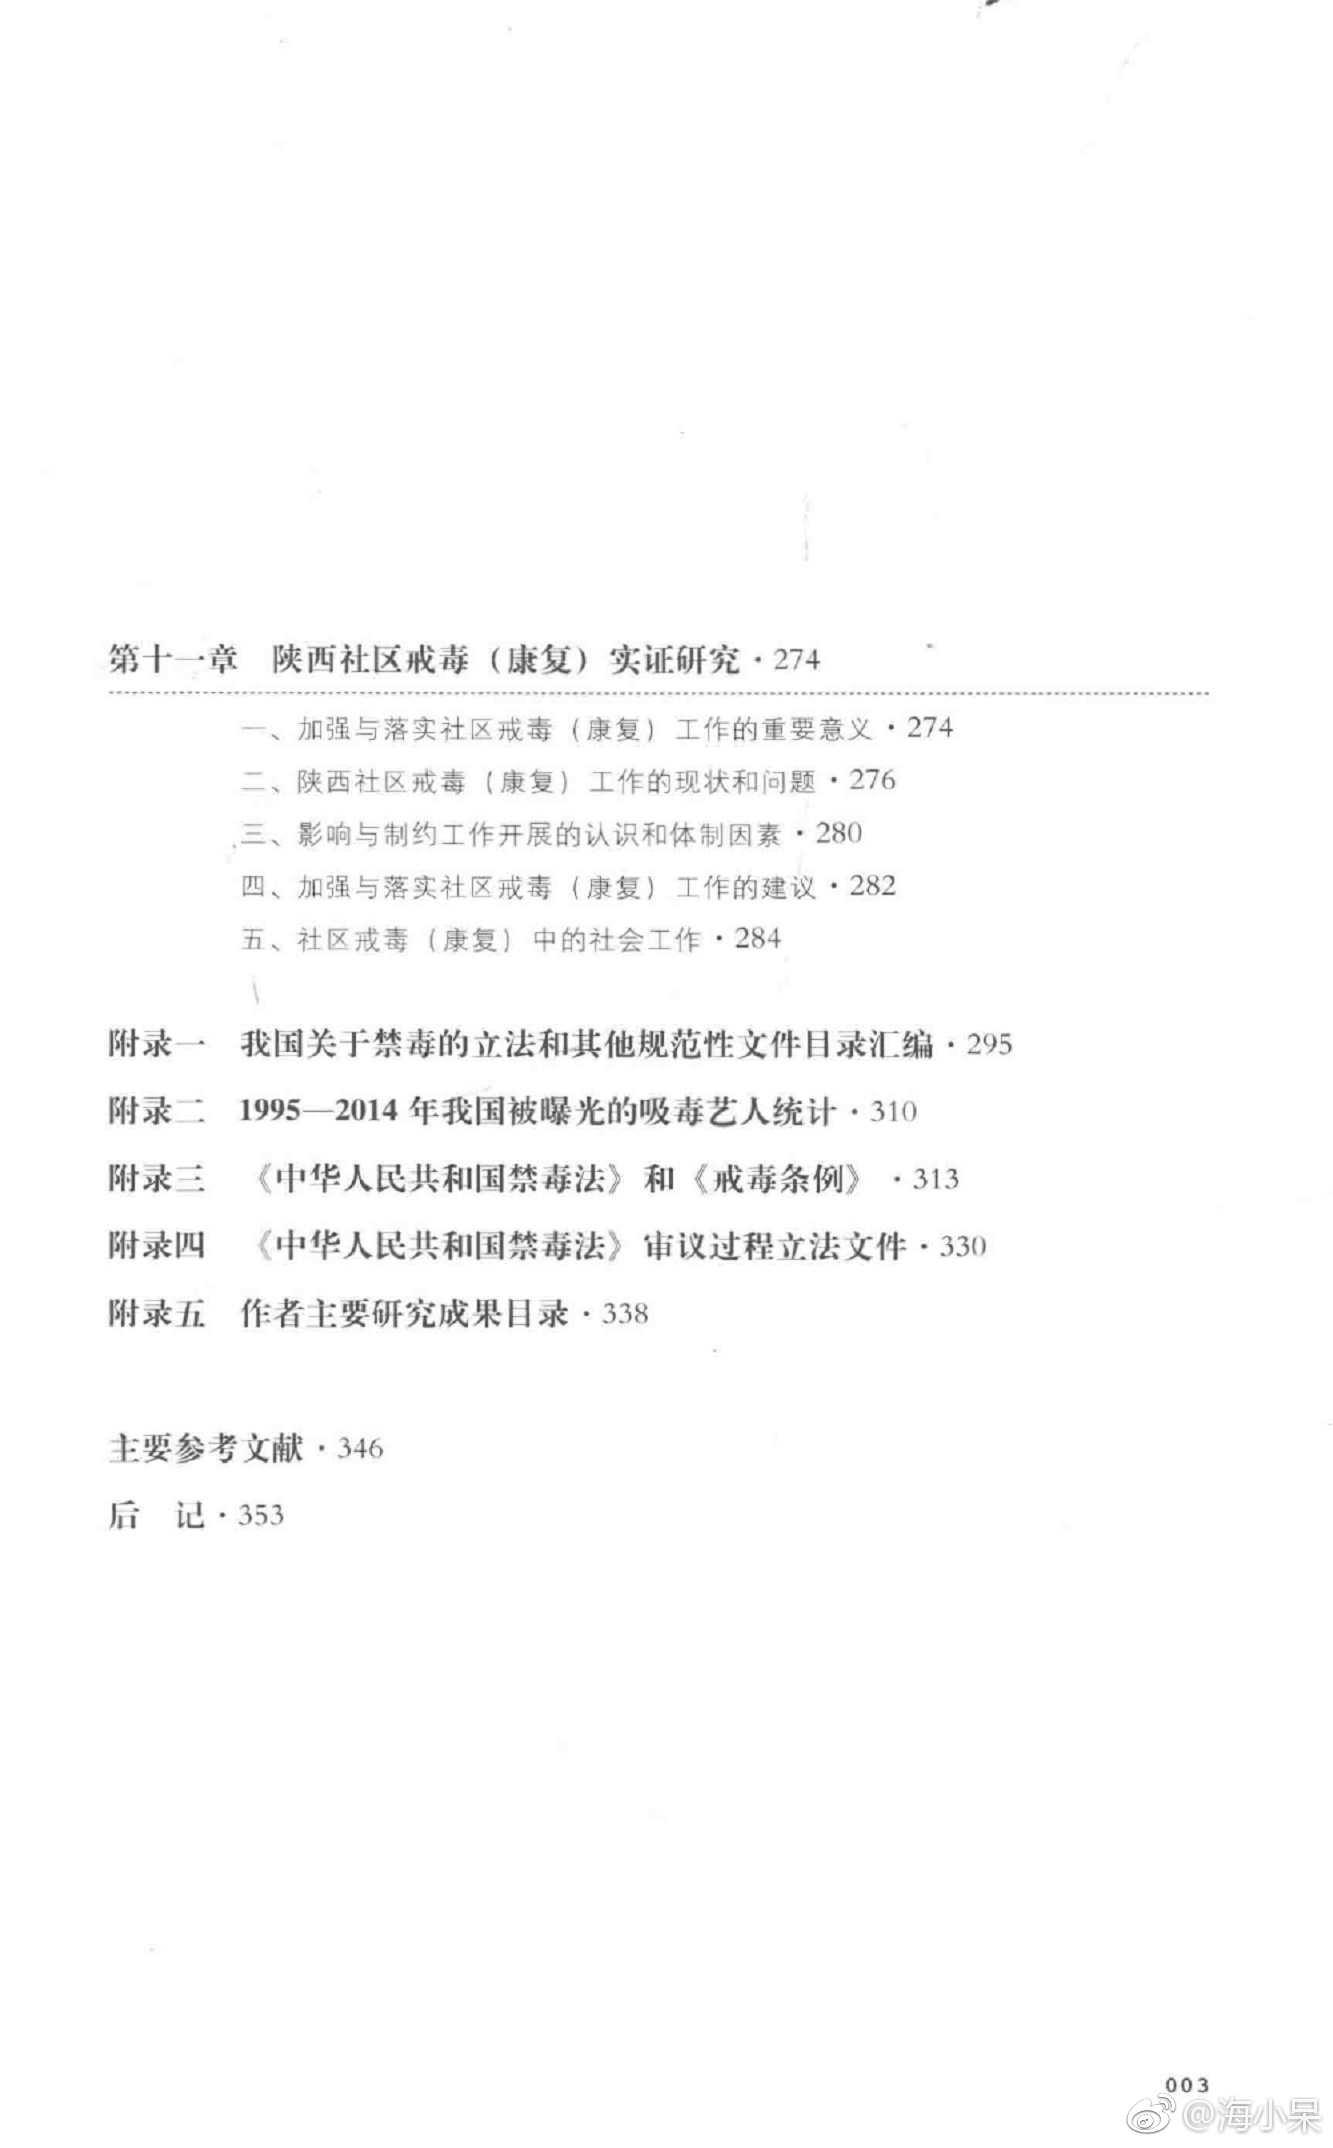 第十一章　陕西社区戒毒（康复）实证研究·274
一、加强与落实社区戒毒（康复）工作的重要意义·274
二、陕西社区戒毒（康复）工作的现状和问题·276
三、影响与制约工作开展的认识和体制因素·280
四、加强与落实社区戒毒（康复）工作的建议·282
五、社区戒毒（康复）中的社会工作·284
附录一　我国关于禁毒的立法和其他规范性文件目录汇编·295
附录二　1995—2014年我国被曝光的吸毒艺人统计·310
附录三　《中华人民共和国禁毒法》和《戒毒条例》·313
附录四　《中华人民共和国禁毒法》审议过程立法文件·330
附录五　作者主要研究成果目录·338
主要参考文献·346
后　记·353
003
@海小呆